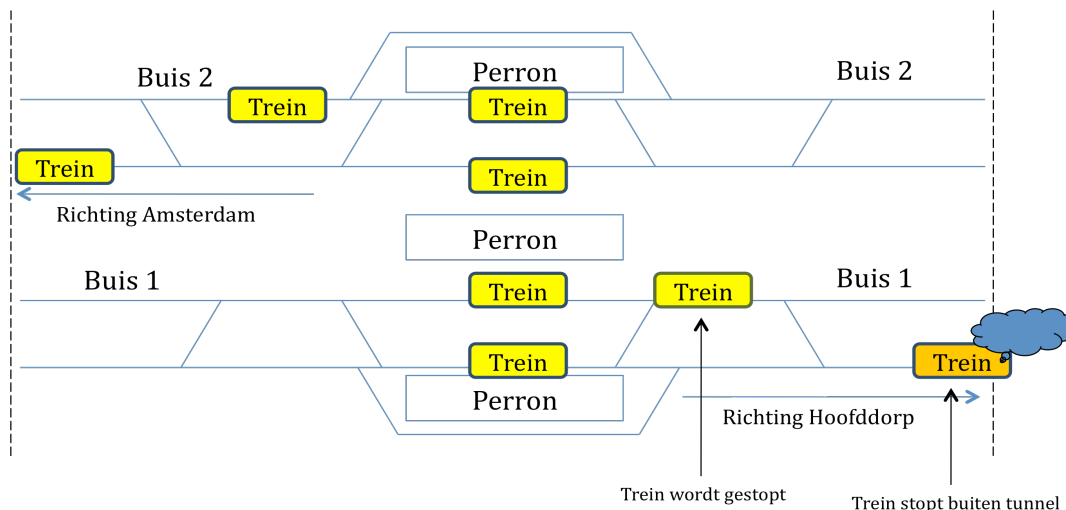 Buis 2
Perron
Buis 2
Trein
Trein
Trein
Trein
Richting Amsterdam
Perron
Buis 1
Buis 1
Trein
Trein
Trein
Trein
Perron
Richting Hoofddorp
Trein wordt gestopt
Trein stopt buiten tunnel